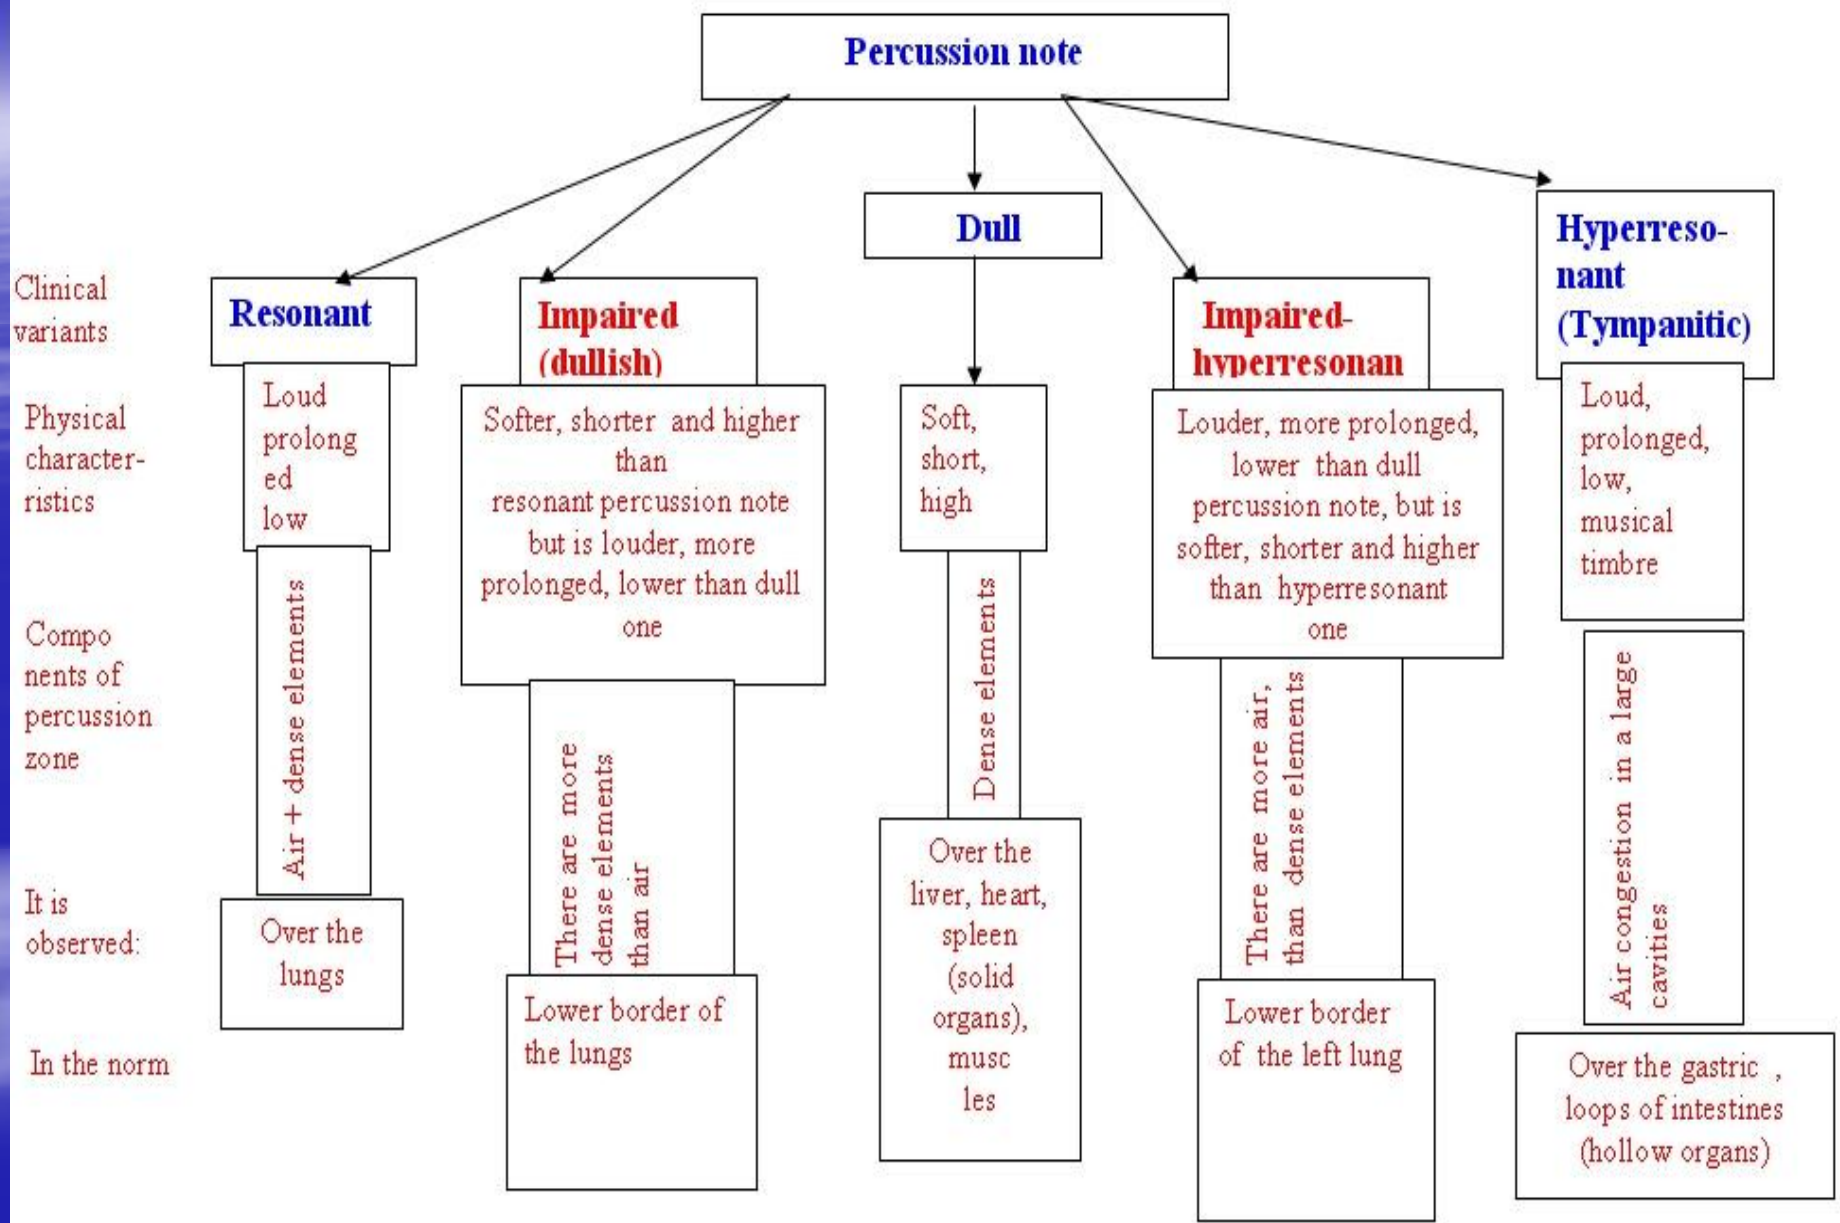 Percussion note
Clinical
variants
Resonant
Impaired
(dullish)
Dull
Impaired-
hyperresonan
Hyperreso-
nant
(Tympanitic)
Physical
character-
ristics
Loud
prolong
ed
low
Softer, shorter and higher
than
resonant percussion note
but is louder, more
prolonged, lower than dull
one
Soft,
short,
high
Louder, more prolonged,
lower than dull
percussion note, but is
softer, shorter and higher
than hyperresonant
one
Loud,
prolonged,
low,
musical
timbre
Compo
nents of
percussion
zone
Air + dense elements
There are more
dense elements
than air
Dense elements
There are more air,
than dense elements
Air congestion in a large
cavities
It is
observed:
In the norm
Over the
lungs
Lower border of
the lungs
Over the
liver, heart,
spleen
(solid
organs),
musc
les
Lower border
of the left lung
Over the gastric ,
loops of intestines
(hollow organs)